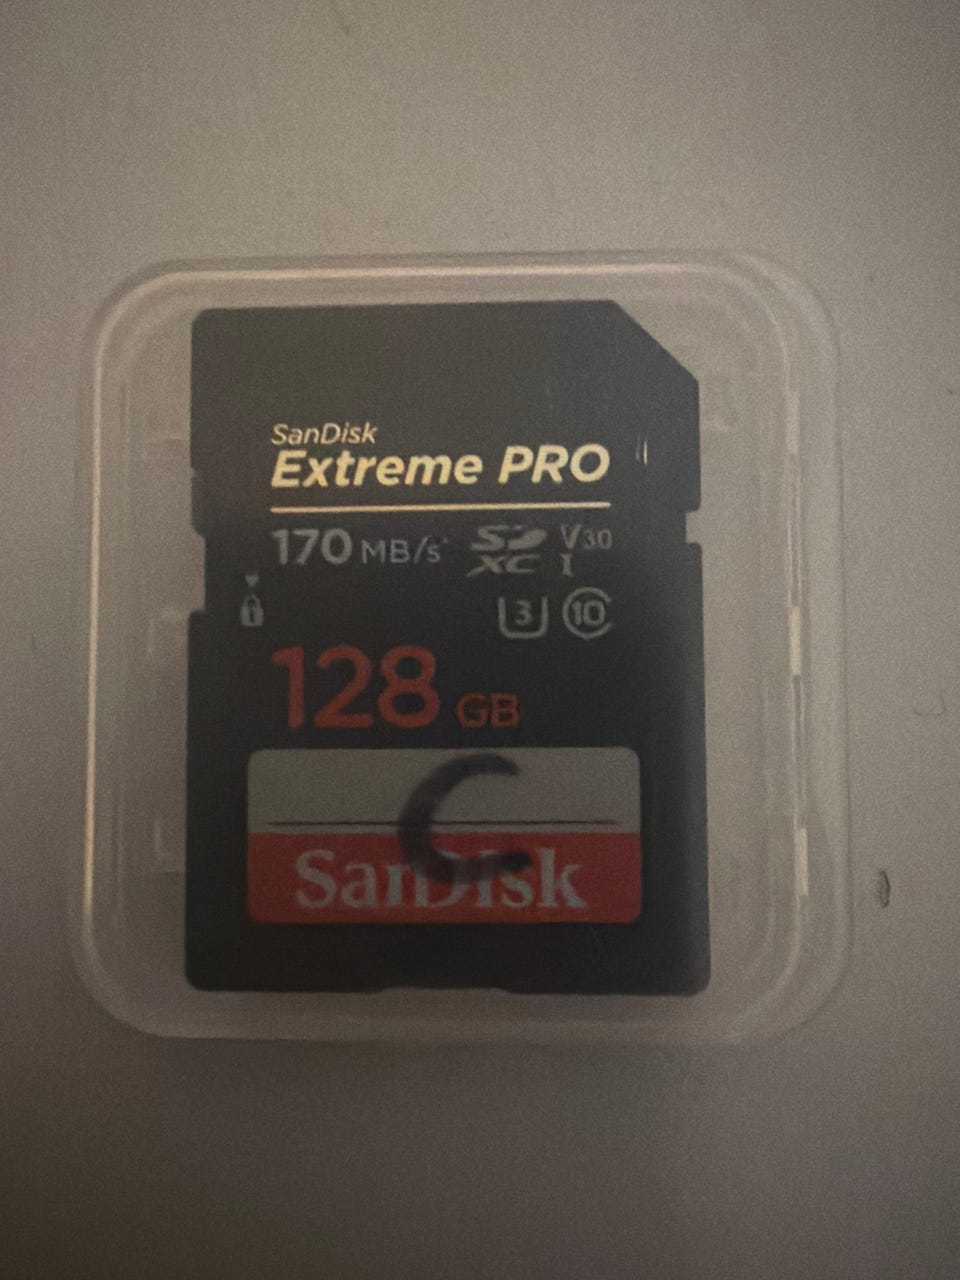 SanDisk
Extreme PRO
170 MB/s* SD XC V30 I
3 10
128 GB
C
SanDisk